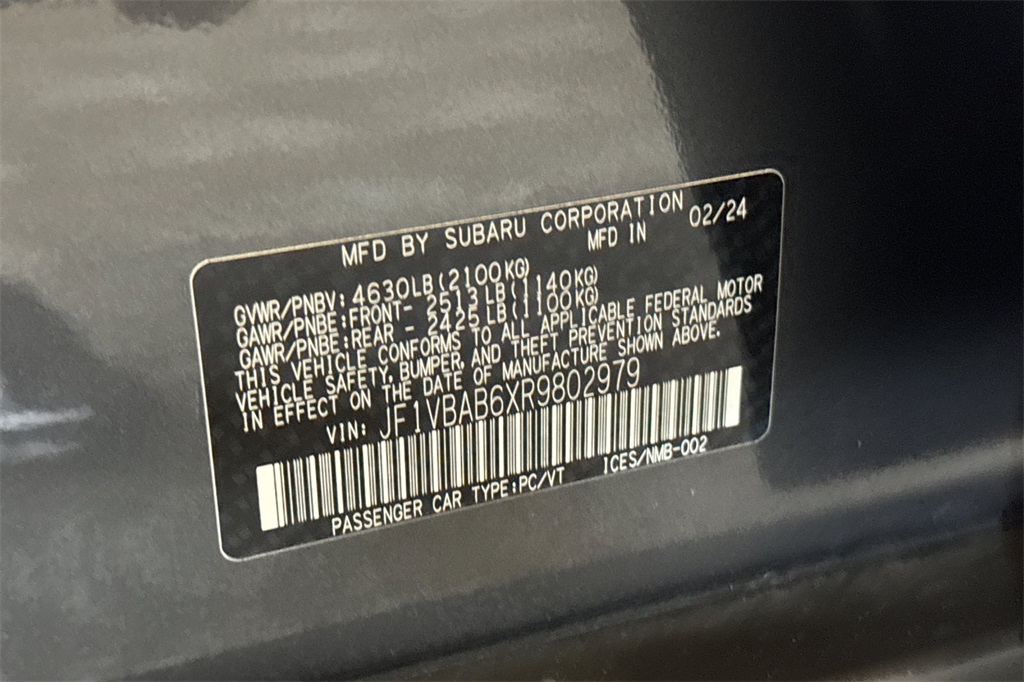 MFD BY SUBARU CORPORATION
MFD IN 02/24
GVWR/PNBV: 4630LB(2100KG)
GAWR/PNBE:FRONT- 2513LB(1140KG)
GAWR/PNBE:REAR - 2425LB(1100KG)
THIS VEHICLE CONFORMS TO ALL APPLICABLE FEDERAL MOTOR
VEHICLE SAFETY, BUMPER, AND THEFT PREVENTION STANDARDS
IN EFFECT ON THE DATE OF MANUFACTURE SHOWN ABOVE.
VIN: JF1VBAB6XR9802979
PASSENGER CAR TYPE:PC/VT ICES/NMB-002